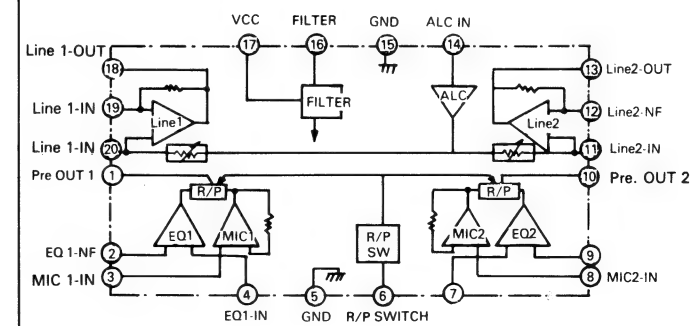 VCC FILTER GND ALC IN
17 16 15 14
Line 1-OUT
18
13 Line2-OUT
Line 1-IN 19
Line1
FILTER
ALC
Line2
12 Line2-NF
Line 1-IN 20
11 Line2-IN
Pre OUT 1 1
10 Pre. OUT 2
R/P
R/P
EQ1
MIC1
R/P
SW
MIC2
EQ2
EQ 1-NF 2
9
MIC 1-IN 3
8 MIC2-IN
4 5 6 7
EQ1-IN GND R/P SWITCH